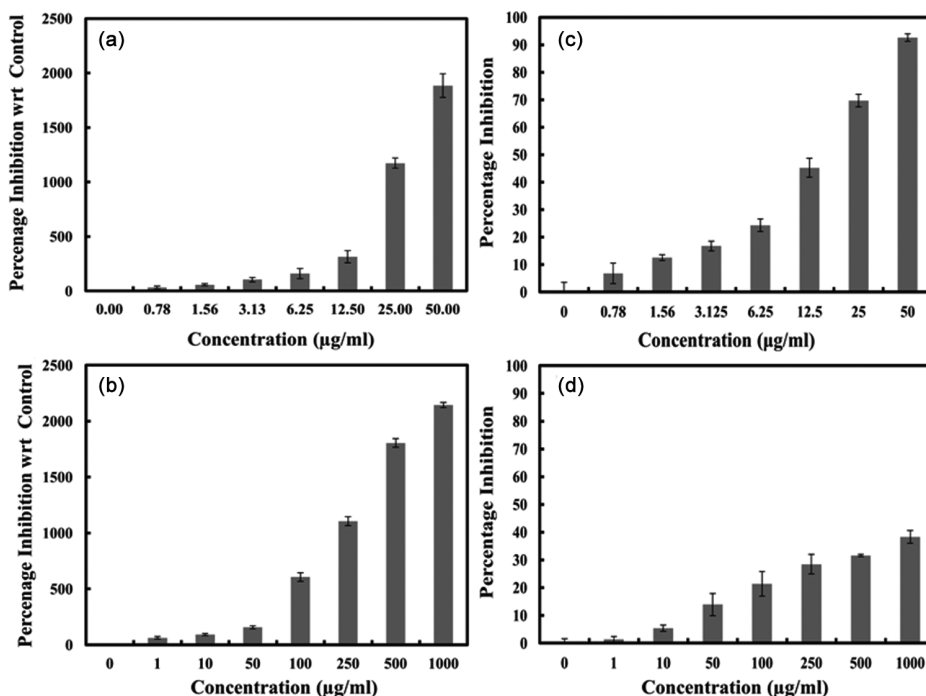 (a)
Percenage Inhibition wrt Control
2500
2000
1500
1000
500
0
0.00 0.78 1.56 3.13 6.25 12.50 25.00 50.00
Concentration (µg/ml)
(c)
Percentage Inhibition
100
90
80
70
60
50
40
30
20
10
0
0 0.78 1.56 3.125 6.25 12.5 25 50
Concentration (µg/ml)
(b)
Percenage Inhibition wrt Control
2500
2000
1500
1000
500
0
0 1 10 50 100 250 500 1000
Concentration (µg/ml)
(d)
Percentage Inhibition
100
90
80
70
60
50
40
30
20
10
0
0 1 10 50 100 250 500 1000
Concentration (µg/ml)